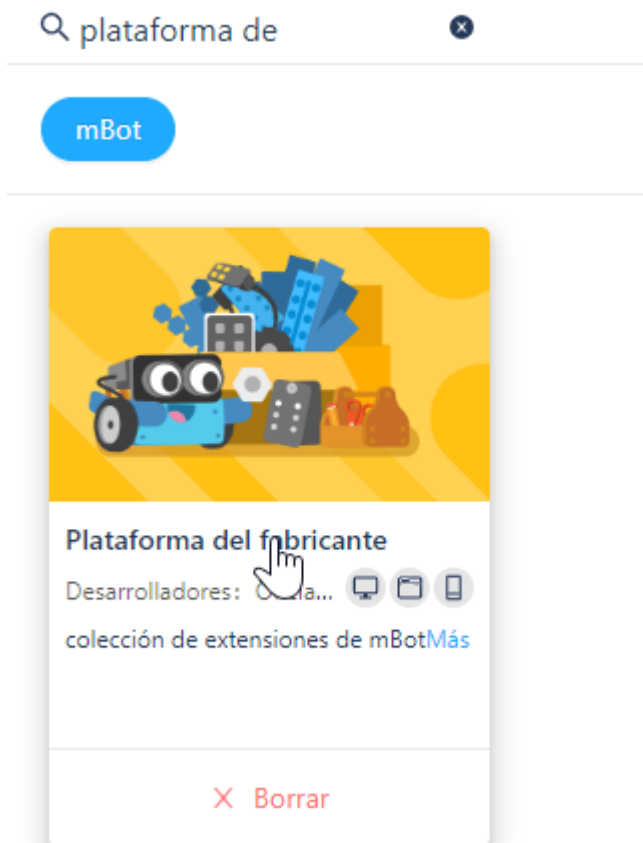 plataforma de
mBot
Plataforma del fabricante
Desarrolladores:
colección de extensiones de mBotMás
Borrar